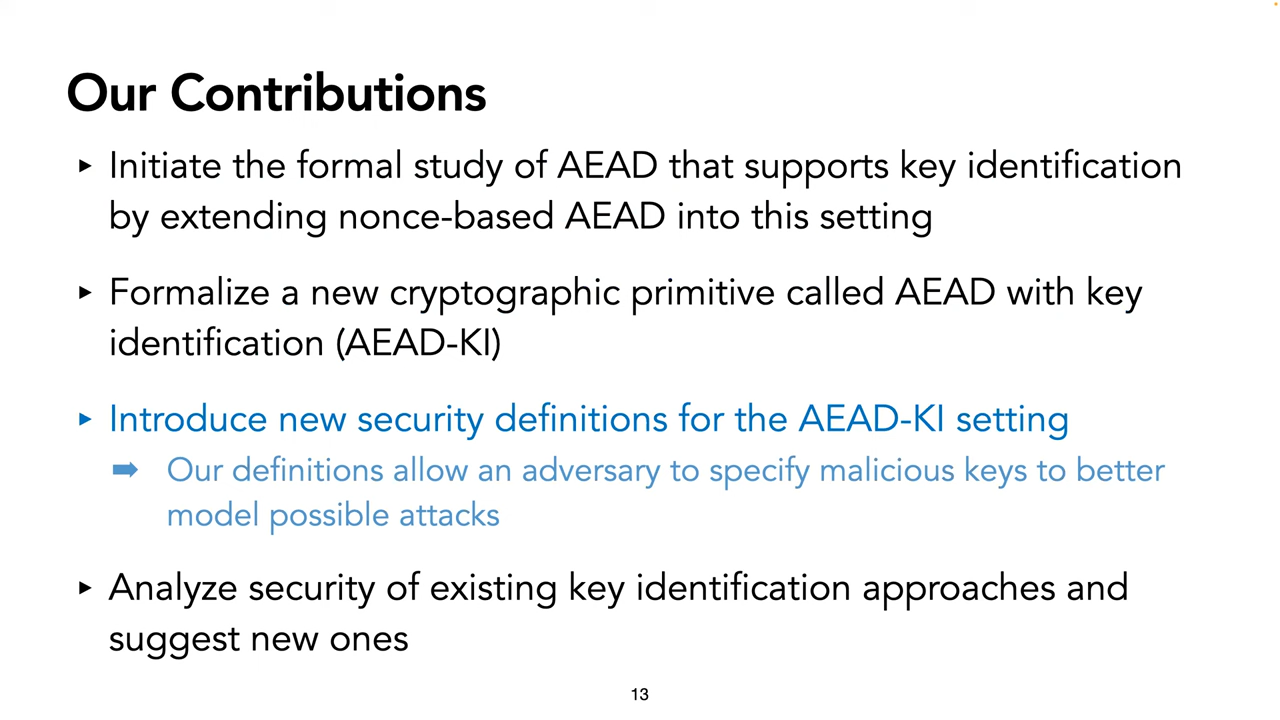 Our Contributions
▸ Initiate the formal study of AEAD that supports key identification
by extending nonce-based AEAD into this setting
▸ Formalize a new cryptographic primitive called AEAD with key
identification (AEAD-KI)
▸ Introduce new security definitions for the AEAD-KI setting
➡ Our definitions allow an adversary to specify malicious keys to better
model possible attacks
▸ Analyze security of existing key identification approaches and
suggest new ones
13